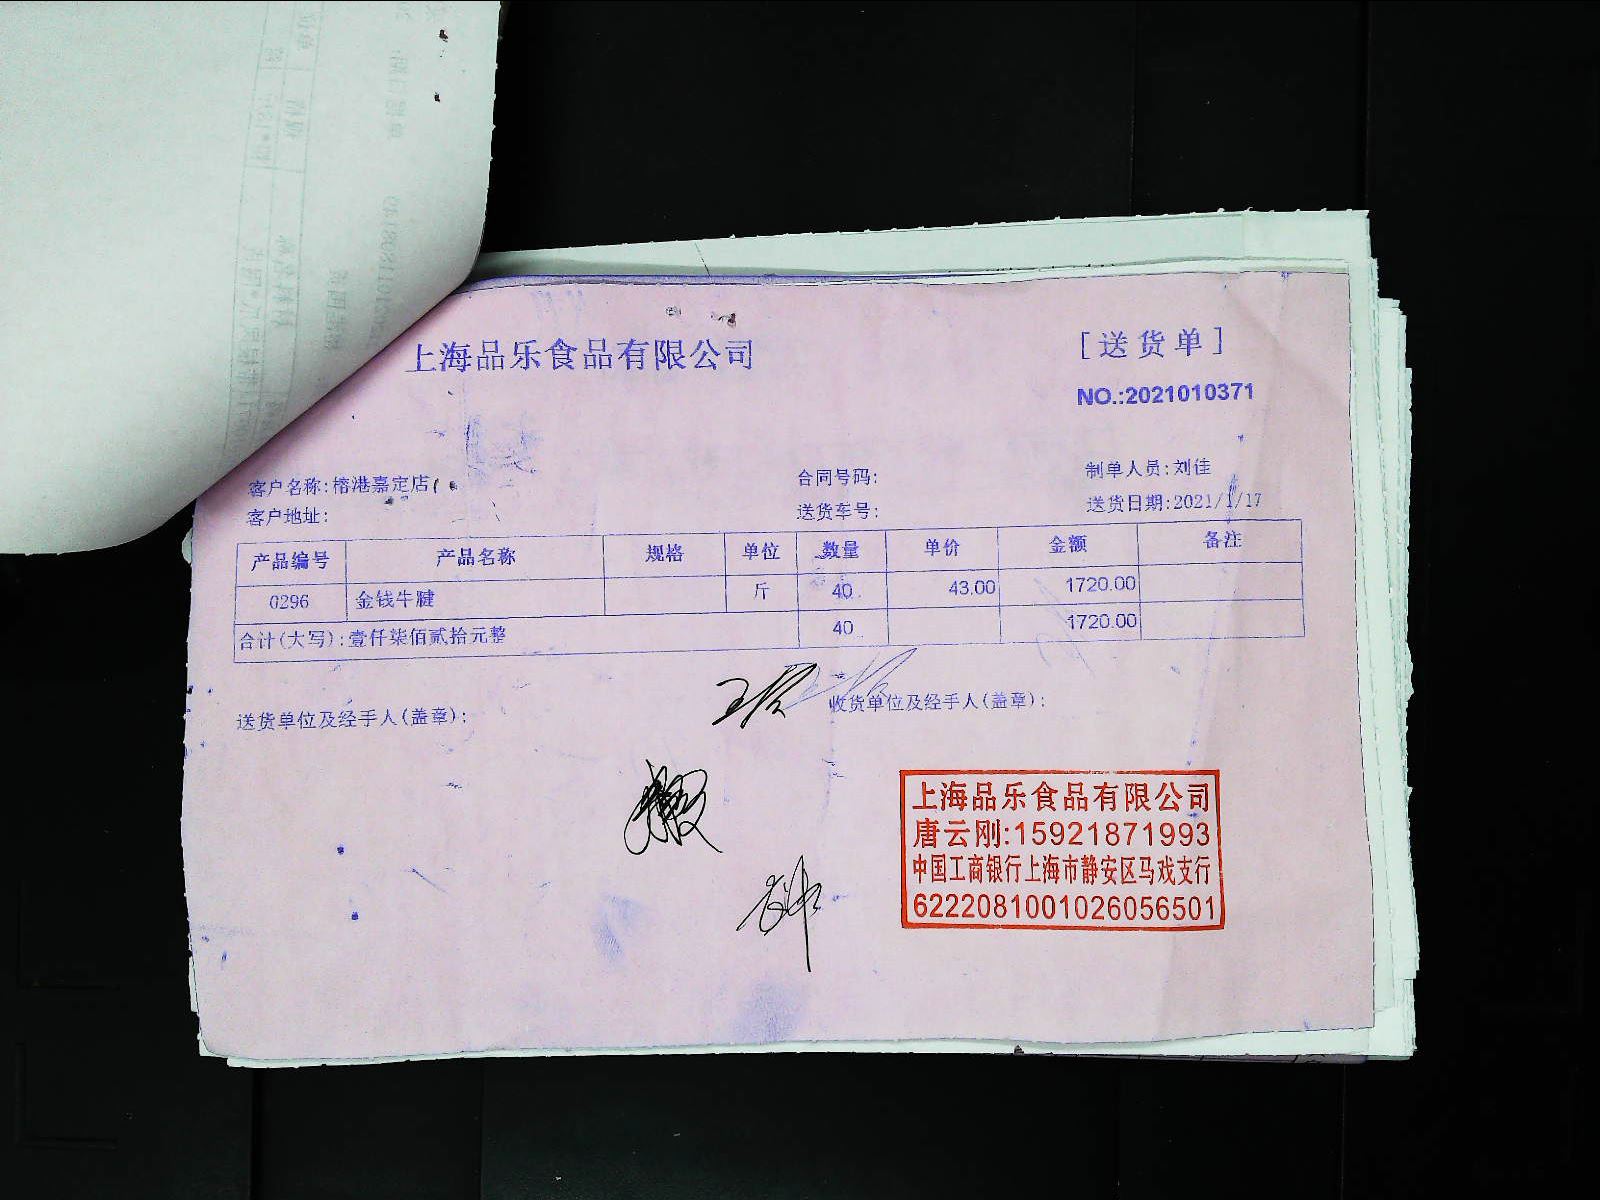 上海品乐食品有限公司
[送货单]
NO.:2021010371
客户名称:榕港嘉定店(
合同号码:
制单人员:刘佳
客户地址:
送货车号:
送货日期:2021/1/17
产品编号 产品名称 规格 单位 数量 单价 金额 备注
0296 金钱牛腱 斤 40 43.00 1720.00
合计(大写):壹仟柒佰贰拾元整 40 1720.00
送货单位及经手人(盖章):
收货单位及经手人(盖章):
上海品乐食品有限公司
唐云刚:15921871993
中国工商银行上海市静安区马戏支行
6222081001026056501